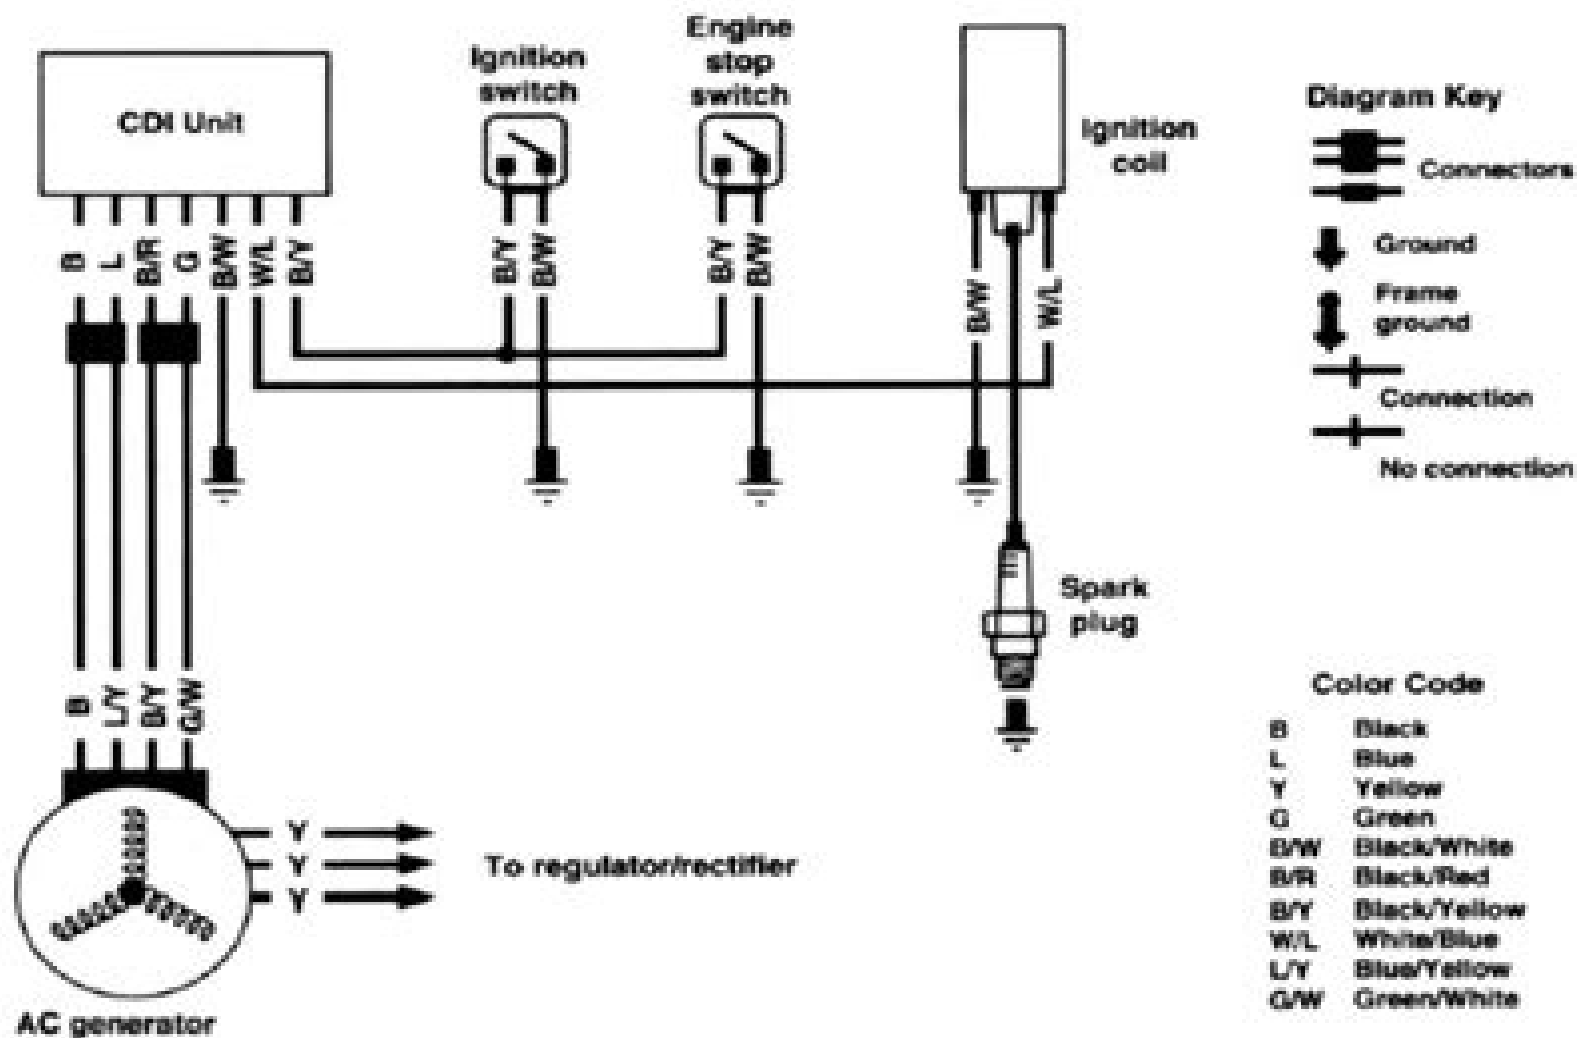 CDI Unit
Ignition
switch
Engine
stop
switch
Ignition
coil
Diagram Key
Connectors
Ground
Frame
ground
Connection
No connection
B
L
B/R
G
B/W
W/L
B/Y
B/Y
B/W
B/Y
B/W
B/W
W/L
Spark
plug
B
L/Y
B/Y
G/W
Y
Y
Y
To regulator/rectifier
AC generator
Color Code
B Black
L Blue
Y Yellow
G Green
B/W Black/White
B/R Black/Red
B/Y Black/Yellow
W/L White/Blue
L/Y Blue/Yellow
G/W Green/White